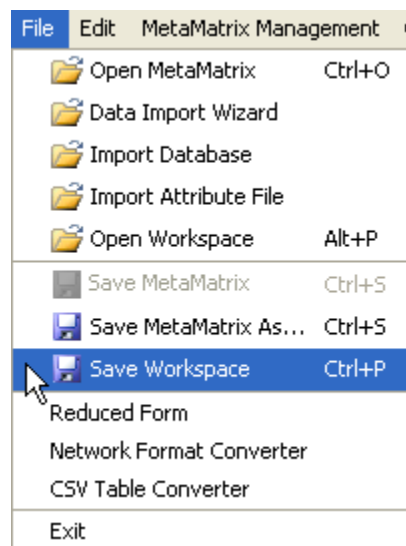 File Edit MetaMatrix Management
Open MetaMatrix Ctrl+O
Data Import Wizard
Import Database
Import Attribute File
Open Workspace Alt+P
Save MetaMatrix Ctrl+S
Save MetaMatrix As... Ctrl+S
Save Workspace Ctrl+P
Reduced Form
Network Format Converter
CSV Table Converter
Exit